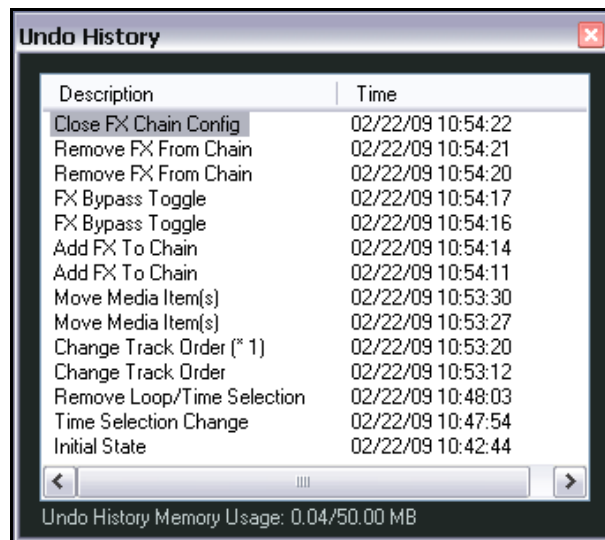 Undo History
Description Time
Close FX Chain Config 02/22/09 10:54:22
Remove FX From Chain 02/22/09 10:54:21
Remove FX From Chain 02/22/09 10:54:20
FX Bypass Toggle 02/22/09 10:54:17
FX Bypass Toggle 02/22/09 10:54:16
Add FX To Chain 02/22/09 10:54:14
Add FX To Chain 02/22/09 10:54:11
Move Media Item(s) 02/22/09 10:53:30
Move Media Item(s) 02/22/09 10:53:27
Change Track Order (* 1) 02/22/09 10:53:20
Change Track Order 02/22/09 10:53:12
Remove Loop/Time Selection 02/22/09 10:48:03
Time Selection Change 02/22/09 10:47:54
Initial State 02/22/09 10:42:44
Undo History Memory Usage: 0.04/50.00 MB